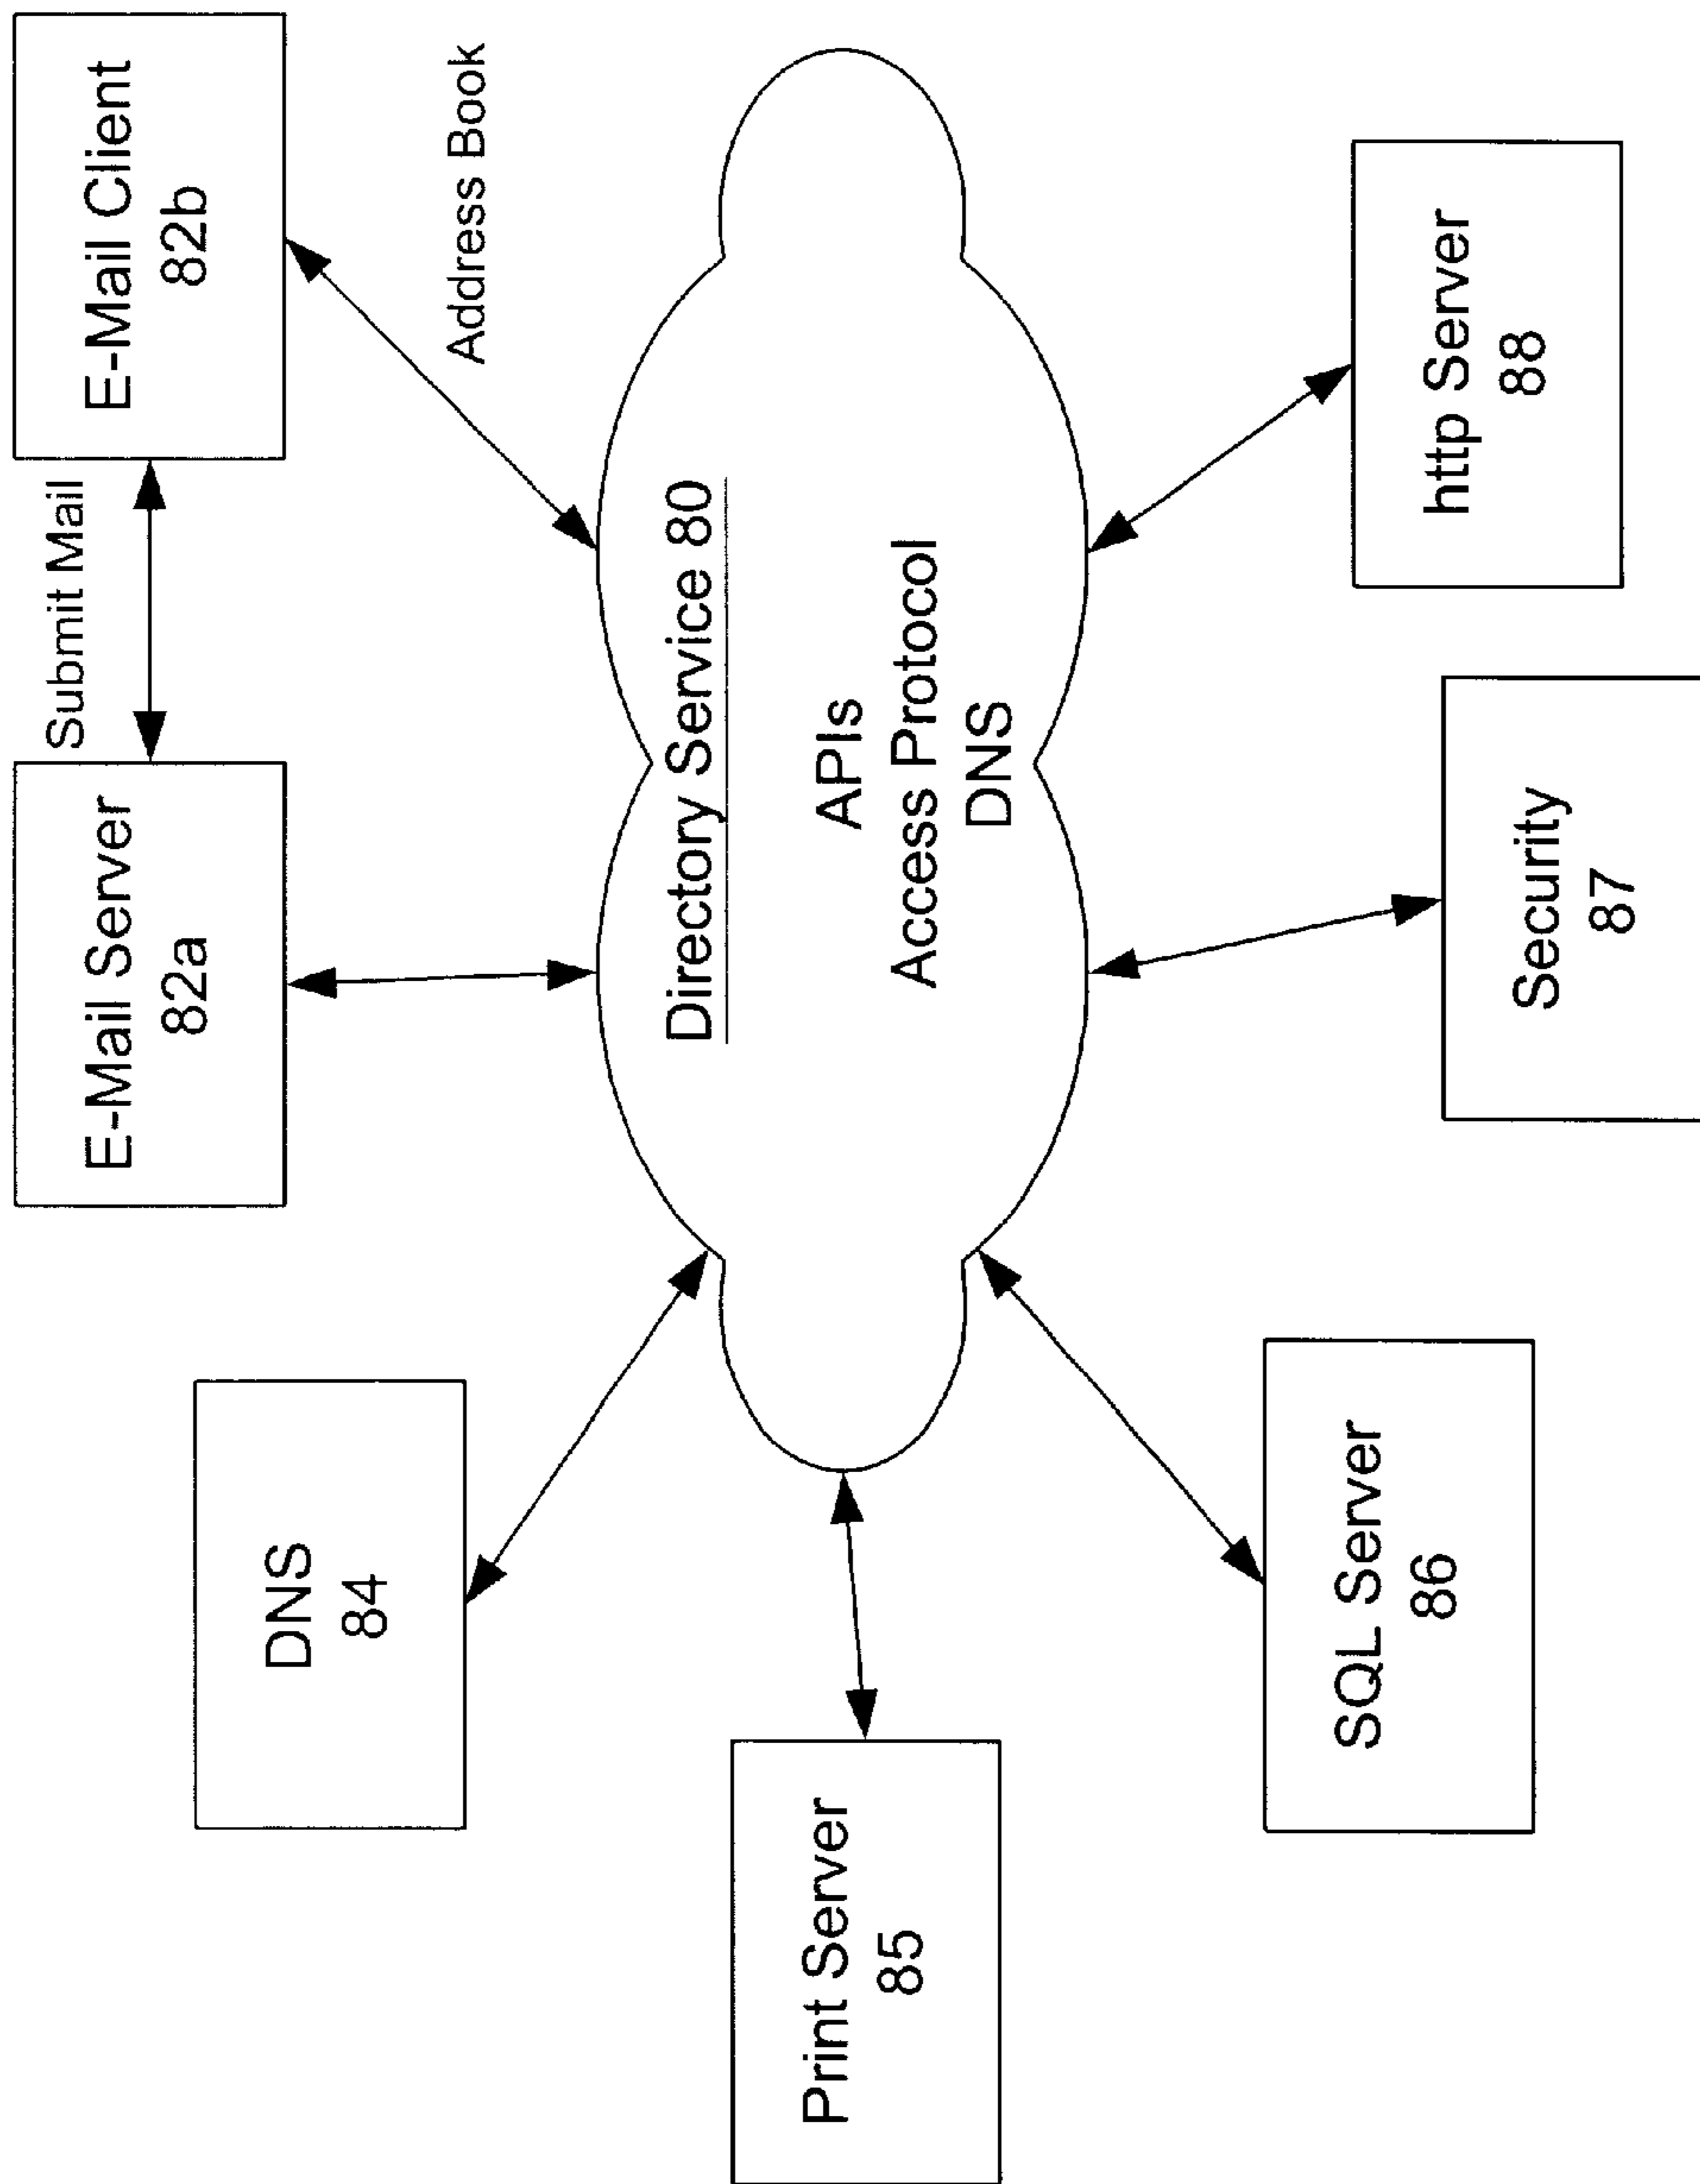 Submit Mail
E-Mail Server
82a
E-Mail Client
82b
Address Book
DNS
84
Directory Service 80
APIs
Access Protocol
DNS
Print Server
85
SQL Server
86
Security
87
http Server
88